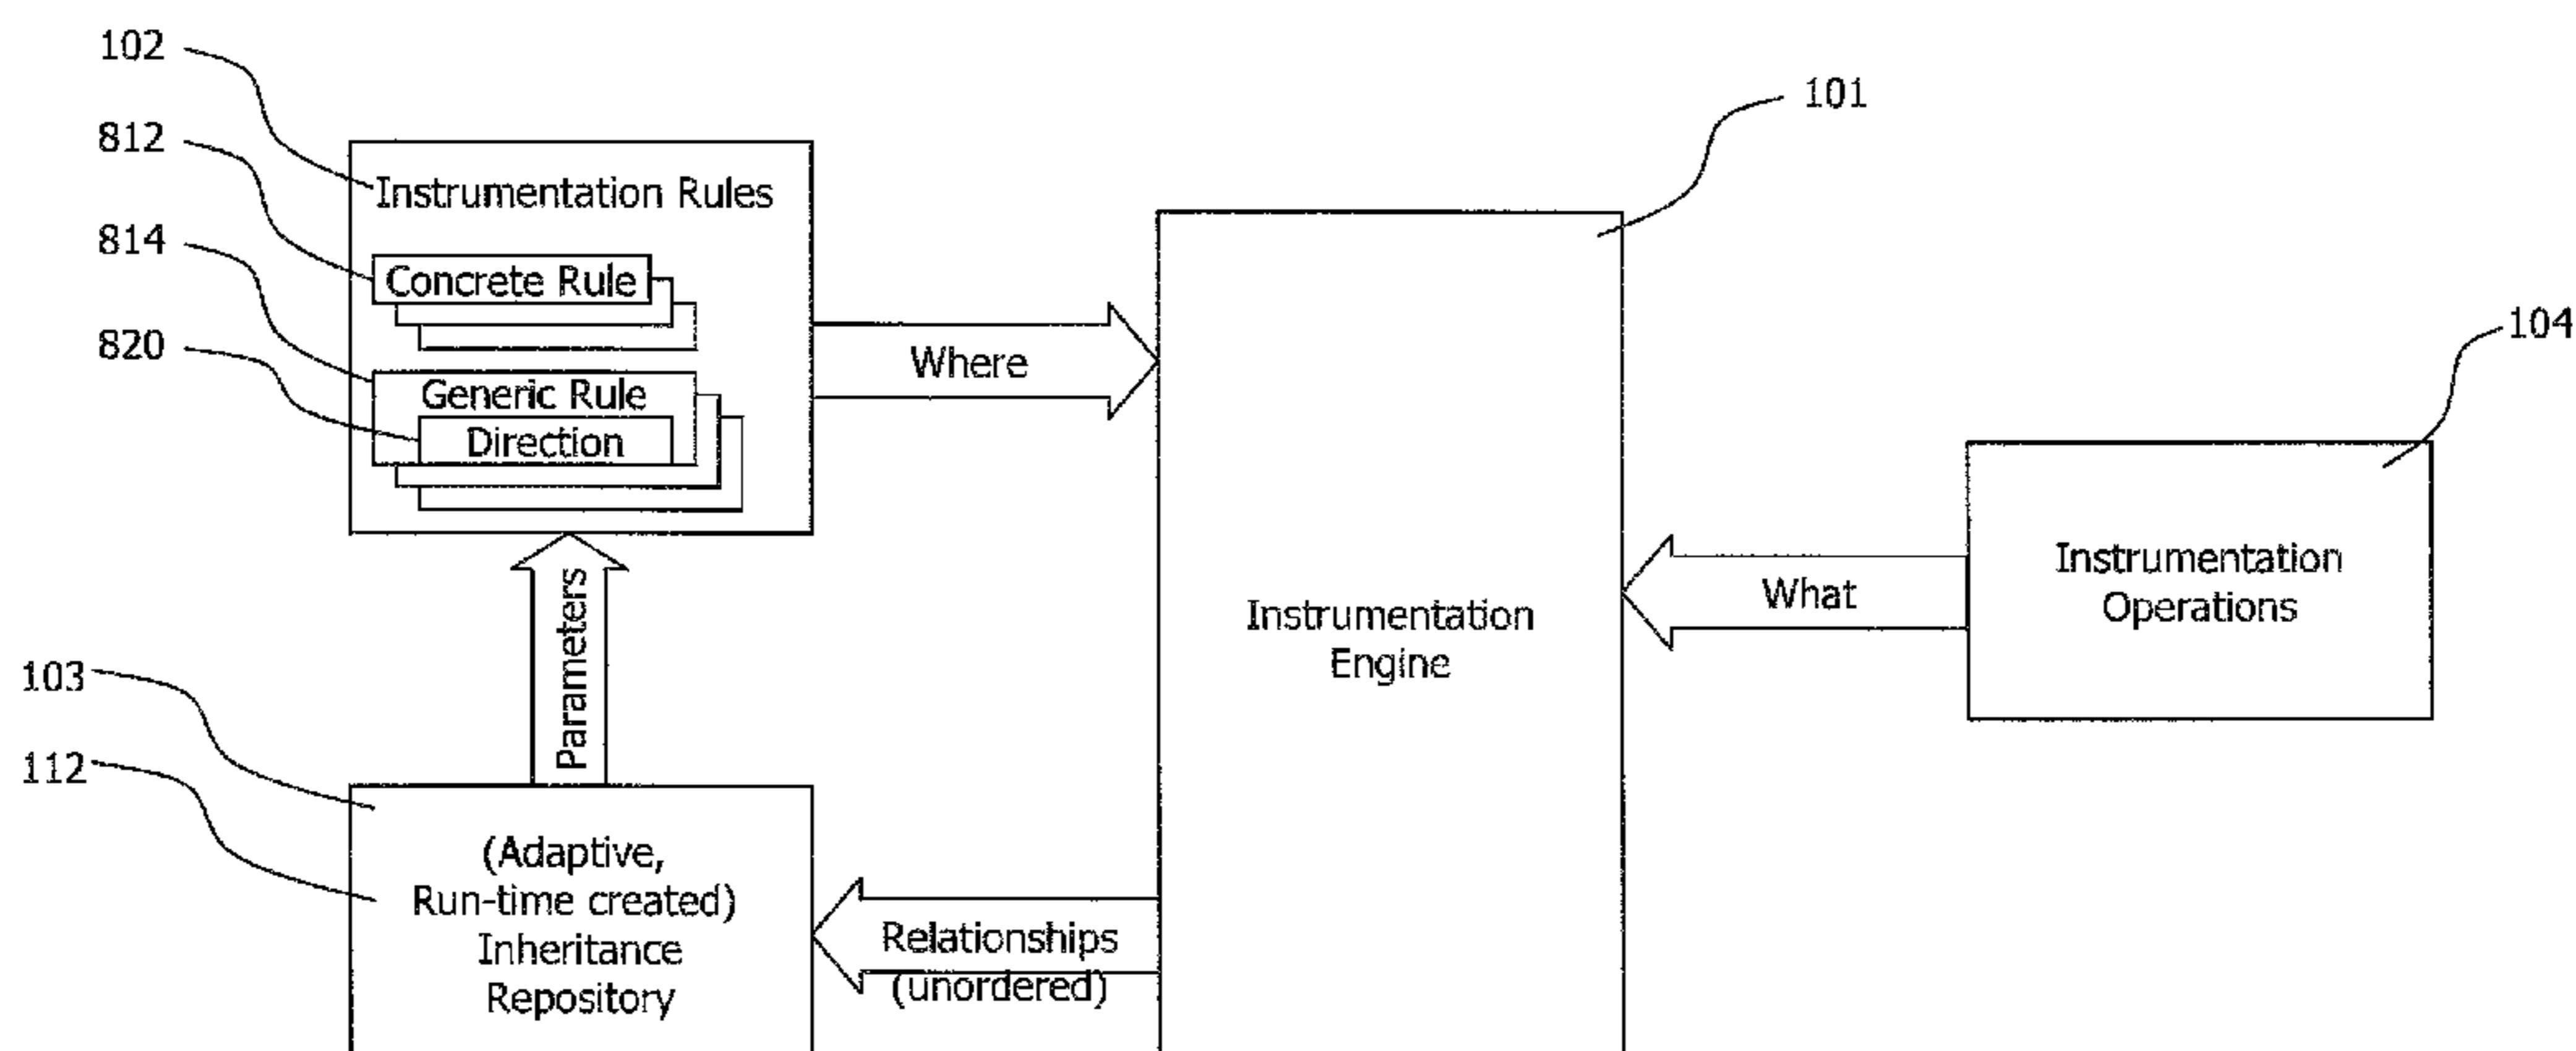 102
812
814
820
Instrumentation Rules
Concrete Rule
Generic Rule
Direction
Where
101
Instrumentation
Engine
104
What
Instrumentation
Operations
Parameters
103
112
(Adaptive,
Run-time created)
Inheritance
Repository
Relationships
(unordered)